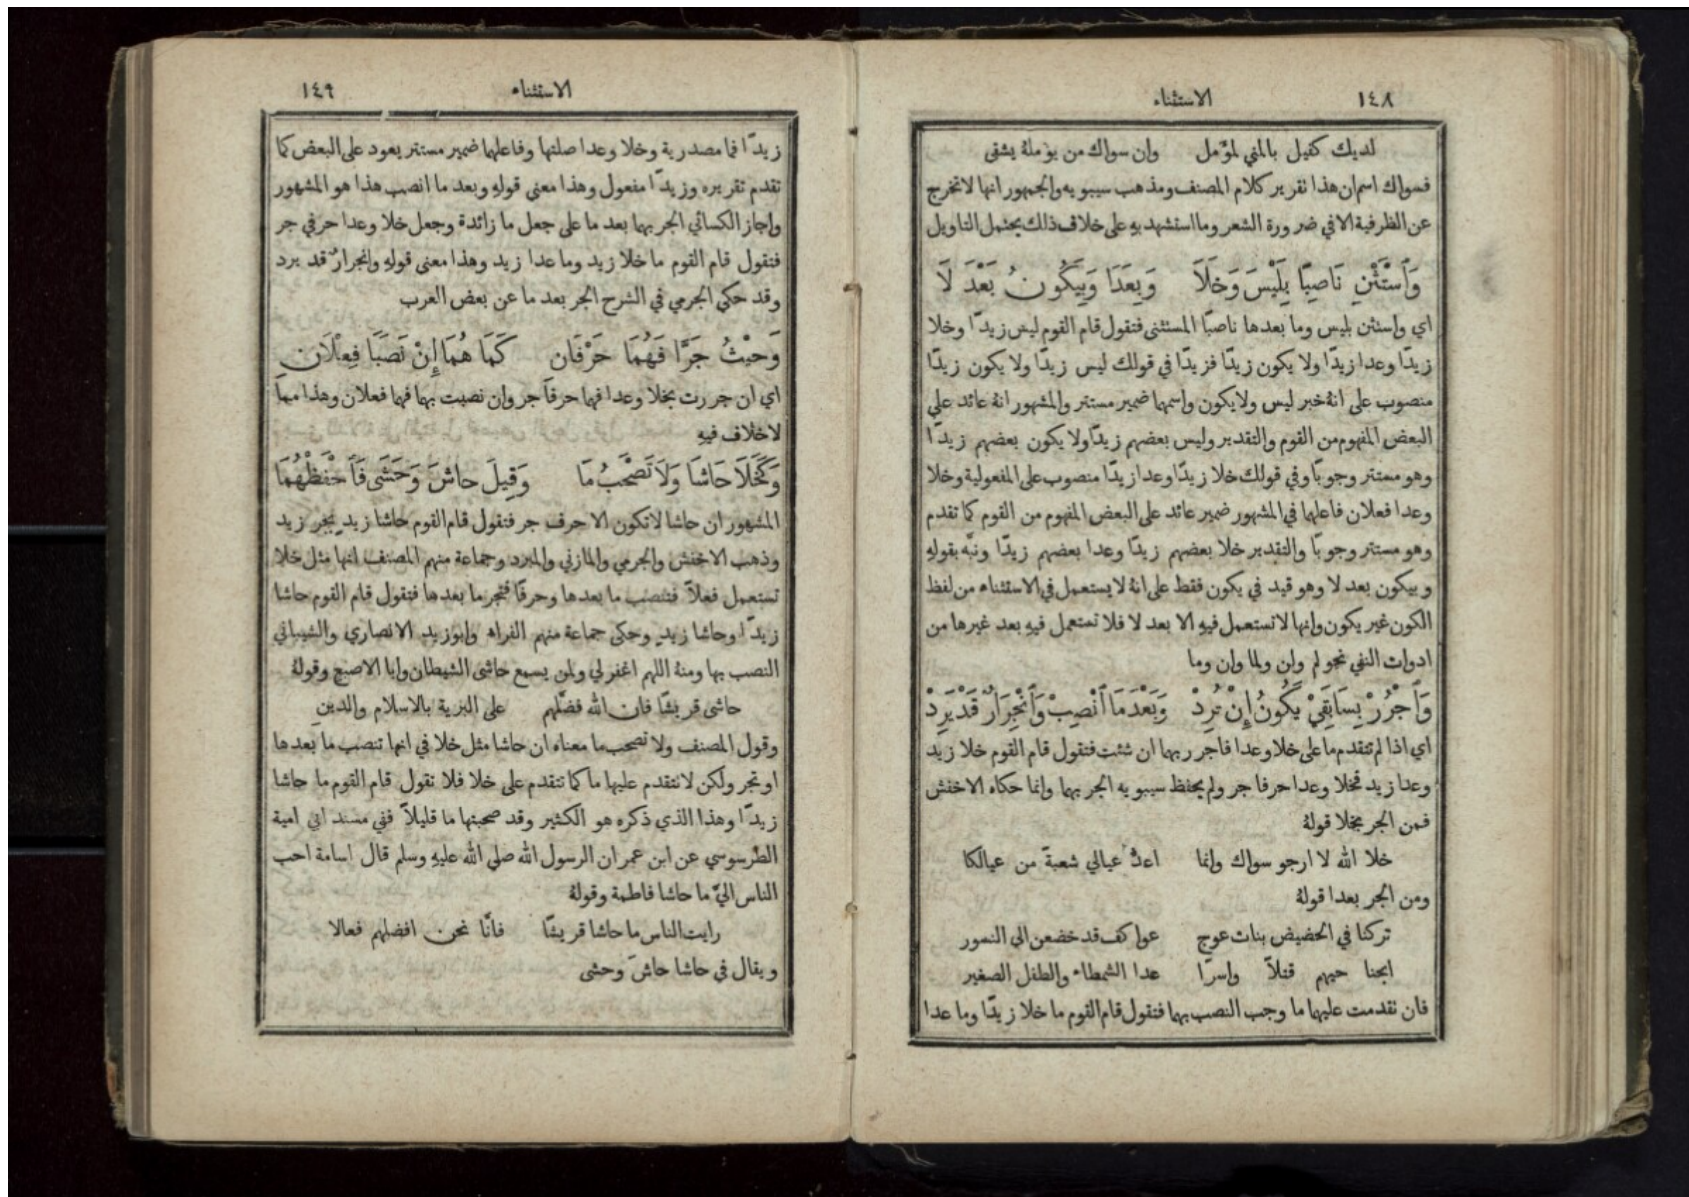 ١٤٨ الاستثناء
لديك كفيل بالمني لمؤمل وان سواك من يؤملهُ يشقى
فسواك اسم ان هذا نقرير كلام المصنف ومذهب سيبويه والجمهور انها لا تخرج
عن الظرفية الا في ضرورة الشعر وما استشهد بهِ على خلاف ذلك يحتمل التاويل
وَٱسْتَثْنِ نَاصِبًا بِلَيْسَ وَخَلَا وَبِعَدَا وَبِيَكُونُ بَعْدَ لَا
اي واستثن بليس وما بعدها ناصبًا المستثنى فتقول قام القوم ليس زيدًا وخلا
زيدًا وعدا زيدًا ولا يكون زيدًا فزيدًا في قولك ليس زيدًا ولا يكون زيدًا
منصوب على انهُ خبر ليس ولا يكون واسمها ضمير مستتر والمشهور انهُ عائد علي
البعض المفهوم من القوم والتقدير وليس بعضهم زيدًا ولا يكون بعضهم زيدًا
وهو مستتر وجوبًا وفي قولك خلا زيدًا وعدا زيدًا منصوب على المفعولية وخلا
وعدا فعلان فاعلها في المشهور ضمير عائد على البعض المفهوم من القوم كما تقدم
وهو مستتر وجوبًا والتقدير خلا بعضهم زيدًا وعدا بعضهم زيدًا ونبَّه بقولهِ
وبيكون بعد لا وهو قيد في يكون فقط على انهُ لا يستعمل في الاستثناء من لفظ
الكون غير يكون وانها لا تستعمل فيهِ الا بعد لا فلا تستعمل فيهِ بعد غيرها من
ادوات النفي نحو لم ولن ولما وان وما
وَٱجْرُرْ بِسَابِقَيْ يَكُونُ إِنْ تُرِدْ وَبَعْدَ مَا ٱنْصِبْ وَٱنْجِرَارٌ قَدْ يَرِدْ
اي اذا لم تتقدم ما على خلا وعدا فاجرر بهما ان شئت فتقول قام القوم خلا زيد
وعدا زيد فخلا وعدا حرفا جر ولم يحفظ سيبويه الجر بهما وانما حكاه الاخفش
فمن الجر بخلا قولهُ
خلا الله لا ارجو سواك وانما اعدُّ عيالي شعبةً من عيالكا
ومن الجر بعدا قولهُ
تركنا في الحضيض بنات عوج عواكف قد خضعن الى النسور
ابحنا حيهم قتلاً واسرًا عدا الشمطاء والطفل الصغير
فان نقدمت عليهما ما وجب النصب بهما فتقول قام القوم ما خلا زيدًا وما عدا
الاستثناء ١٤٩
زيدًا فما مصدرية وخلا وعدا صلتها وفاعلهما ضمير مستتر يعود على البعض كما
تقدم تقريره وزيدًا مفعول وهذا معني قولهِ وبعد ما انصب هذا هو المشهور
واجاز الكسائي الجر بهما بعد ما على جعل ما زائدة وجعل خلا وعدا حرفي جر
فتقول قام القوم ما خلا زيد وما عدا زيد وهذا معنى قولهِ وانجرارٌ قد يرد
وقد حكى الجرمي في الشرح الجر بعد ما عن بعض العرب
وَحَيْثُ جَرَّا فَهُمَا حَرْفَانِ كَمَا هُمَا إِنْ نَصَبَا فِعْلَانِ
اي ان جررت بخلا وعدا فهما حرفا جر وان نصبت بهما فهما فعلان وهذا مما
لا خلاف فيهِ
وَكَخَلَا حَاشَا وَلَا تَصْحَبُ مَا وَقِيلَ حَاشَ وَحَشَى فَٱحْفَظْهُمَا
المشهور ان حاشا لا تكون الا حرف جر فتقول قام القوم حاشا زيدٍ بجر زيد
وذهب الاخفش والجرمي والمازني والمبرد وجماعة منهم المصنف انها مثل خلا
تستعمل فعلاً فتنصب ما بعدها وحرفًا فتجر ما بعدها فتقول قام القوم حاشا
زيدًا وحاشا زيدٍ وحكى جماعة منهم الفراء وابو زيد الانصاري والشيباني
النصب بها ومنهُ اللهم اغفر لي ولمن يسمع حاشى الشيطان وابا الاصبع وقولهُ
حاشى قريشًا فان الله فضَّلهم على البرية بالاسلام والدينِ
وقول المصنف ولا تصحب ما معناه ان حاشا مثل خلا في انها تنصب ما بعدها
او تجر ولكن لا نتقدم عليها ما كما تتقدم على خلا فلا نقول قام القوم ما حاشا
زيدًا وهذا الذي ذكره هو الكثير وقد صحبتها ما قليلاً ففي مسند ابي امية
الطرسوسي عن ابن عمر ان الرسول الله صلي الله عليهِ وسلم قال اسامة احب
الناس اليَّ ما حاشا فاطمة وقولهُ
رايت الناس ما حاشا قريشًا فانَّا نحن افضلهم فعالا
ويقال في حاشا حاشَ وحشى